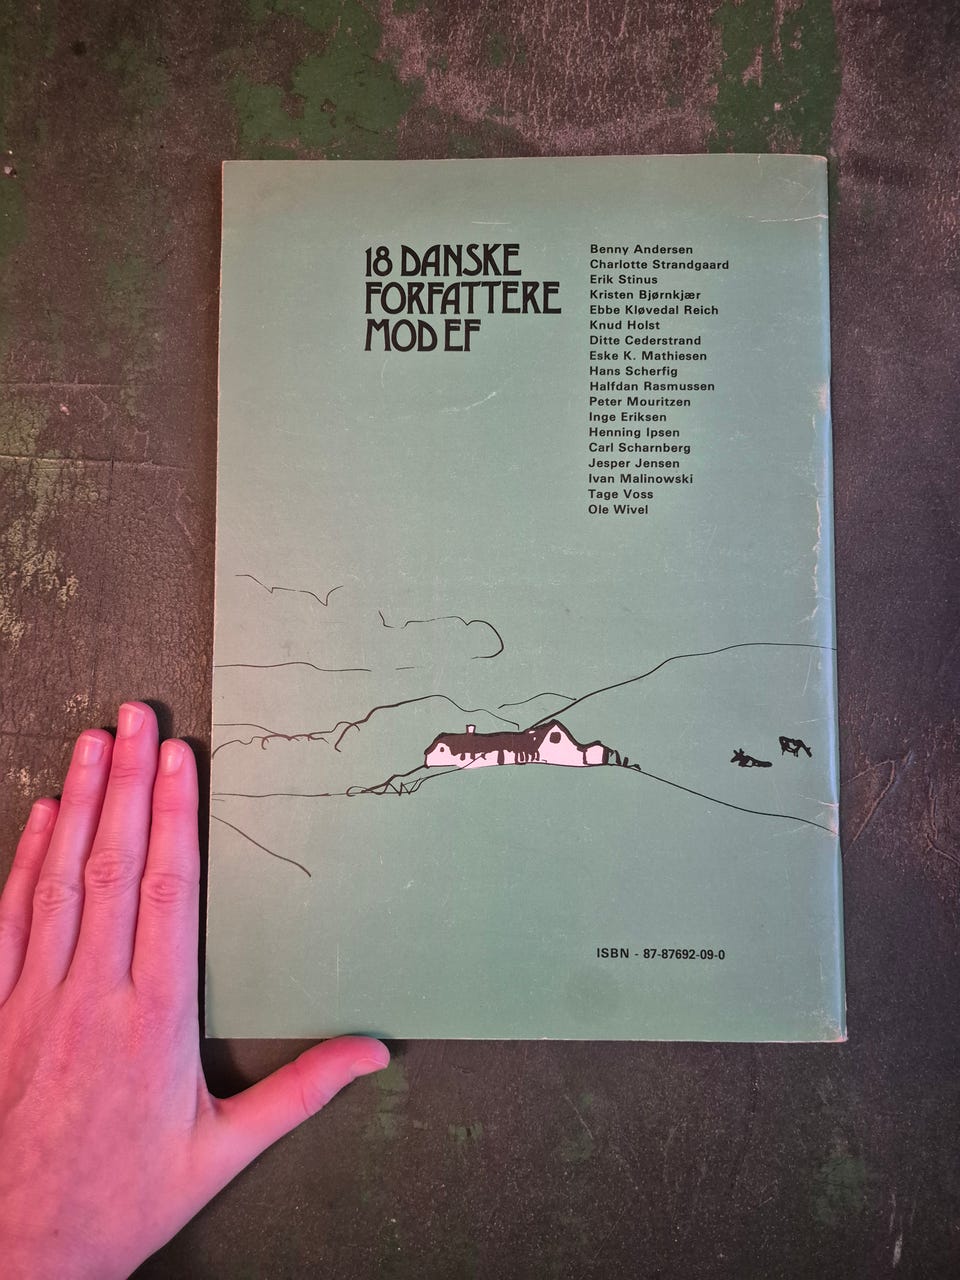 18 DANSKE
FORFATTERE
MOD EF
Benny Andersen
Charlotte Strandgaard
Erik Stinus
Kristen Bjørnkjær
Ebbe Kløvedal Reich
Knud Holst
Ditte Cederstrand
Eske K. Mathiesen
Hans Scherfig
Halfdan Rasmussen
Peter Mouritzen
Inge Eriksen
Henning Ipsen
Carl Scharnberg
Jesper Jensen
Ivan Malinowski
Tage Voss
Ole Wivel
ISBN - 87-87692-09-0